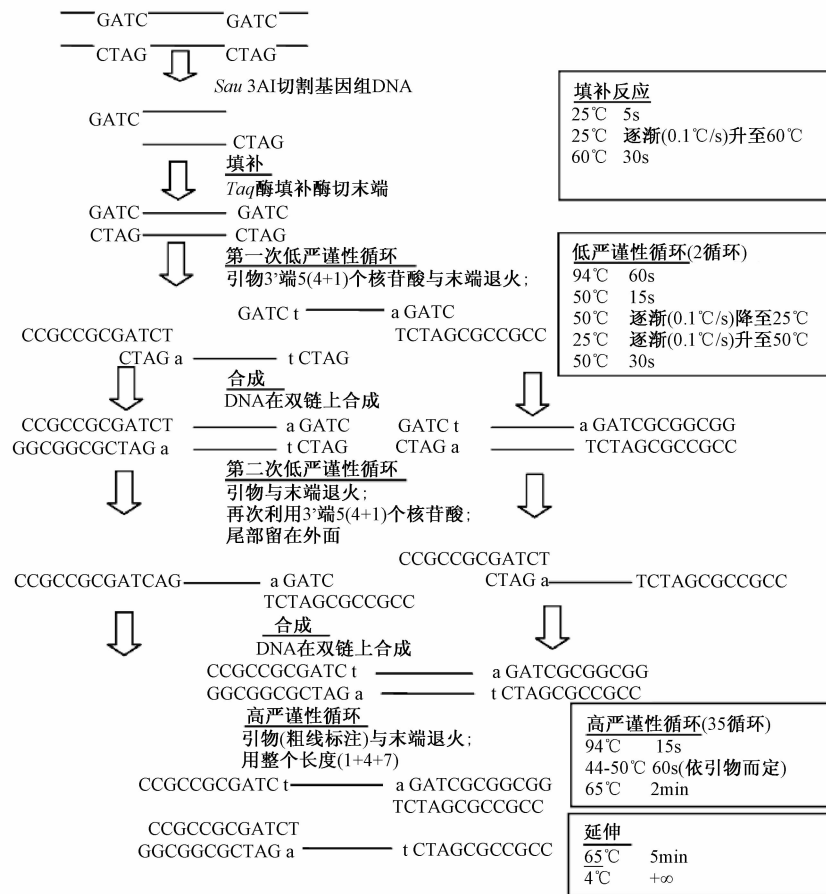 GATC GATC
CTAG CTAG
Sau 3AI切割基因组DNA
GATC
CTAG
填补
Taq酶填补酶切末端
GATC GATC
CTAG CTAG
第一次低严谨性循环
引物3'端5(4+1)个核苷酸与末端退火;
GATC t a GATC
CCGCCGCGATCT TCTAGCGCCGCC
CTAG a t CTAG
合成
DNA在双链上合成
CCGCCGCGATCT a GATC GATC t a GATCGCGGCGG
GGCGGCGCTAG a t CTAG CTAG a TCTAGCGCCGCC
第二次低严谨性循环
引物与末端退火;
再次利用3'端5(4+1)个核苷酸;
尾部留在外面
CCGCCGCGATCT
CCGCCGCGATCAG a GATC CTAG a TCTAGCGCCGCC
TCTAGCGCCGCC
合成
DNA在双链上合成
CCGCCGCGATC t a GATCGCGGCGG
GGCGGCGCTAG a t CTAGCGCCGCC
高严谨性循环
引物(粗线标注)与末端退火;
用整个长度(1+4+7)
CCGCCGCGATC t a GATCGCGGCGG
TCTAGCGCCGCC
CCGCCGCGATCT
GGCGGCGCTAG a t CTAGCGCCGCC
填补反应
25℃ 5s
25℃ 逐渐(0.1℃/s)升至60℃
60℃ 30s
低严谨性循环(2循环)
94℃ 60s
50℃ 15s
50℃ 逐渐(0.1℃/s)降至25℃
25℃ 逐渐(0.1℃/s)升至50℃
50℃ 30s
高严谨性循环(35循环)
94℃ 15s
44-50℃ 60s(依引物而定)
65℃ 2min
延伸
65℃ 5min
4℃ +∞